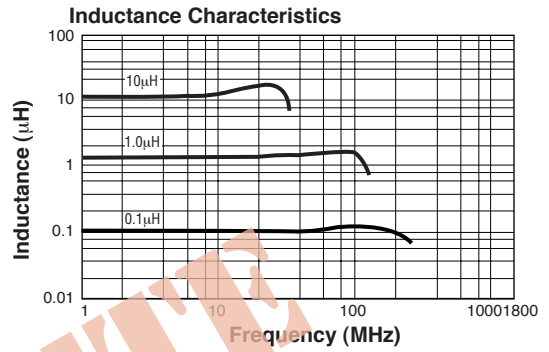 Inductance Characteristics
100
10
1
0.1
0.01
Inductance (μH)
10μH
1.0μH
0.1μH
1 10 100 10001800
Frequency (MHz)